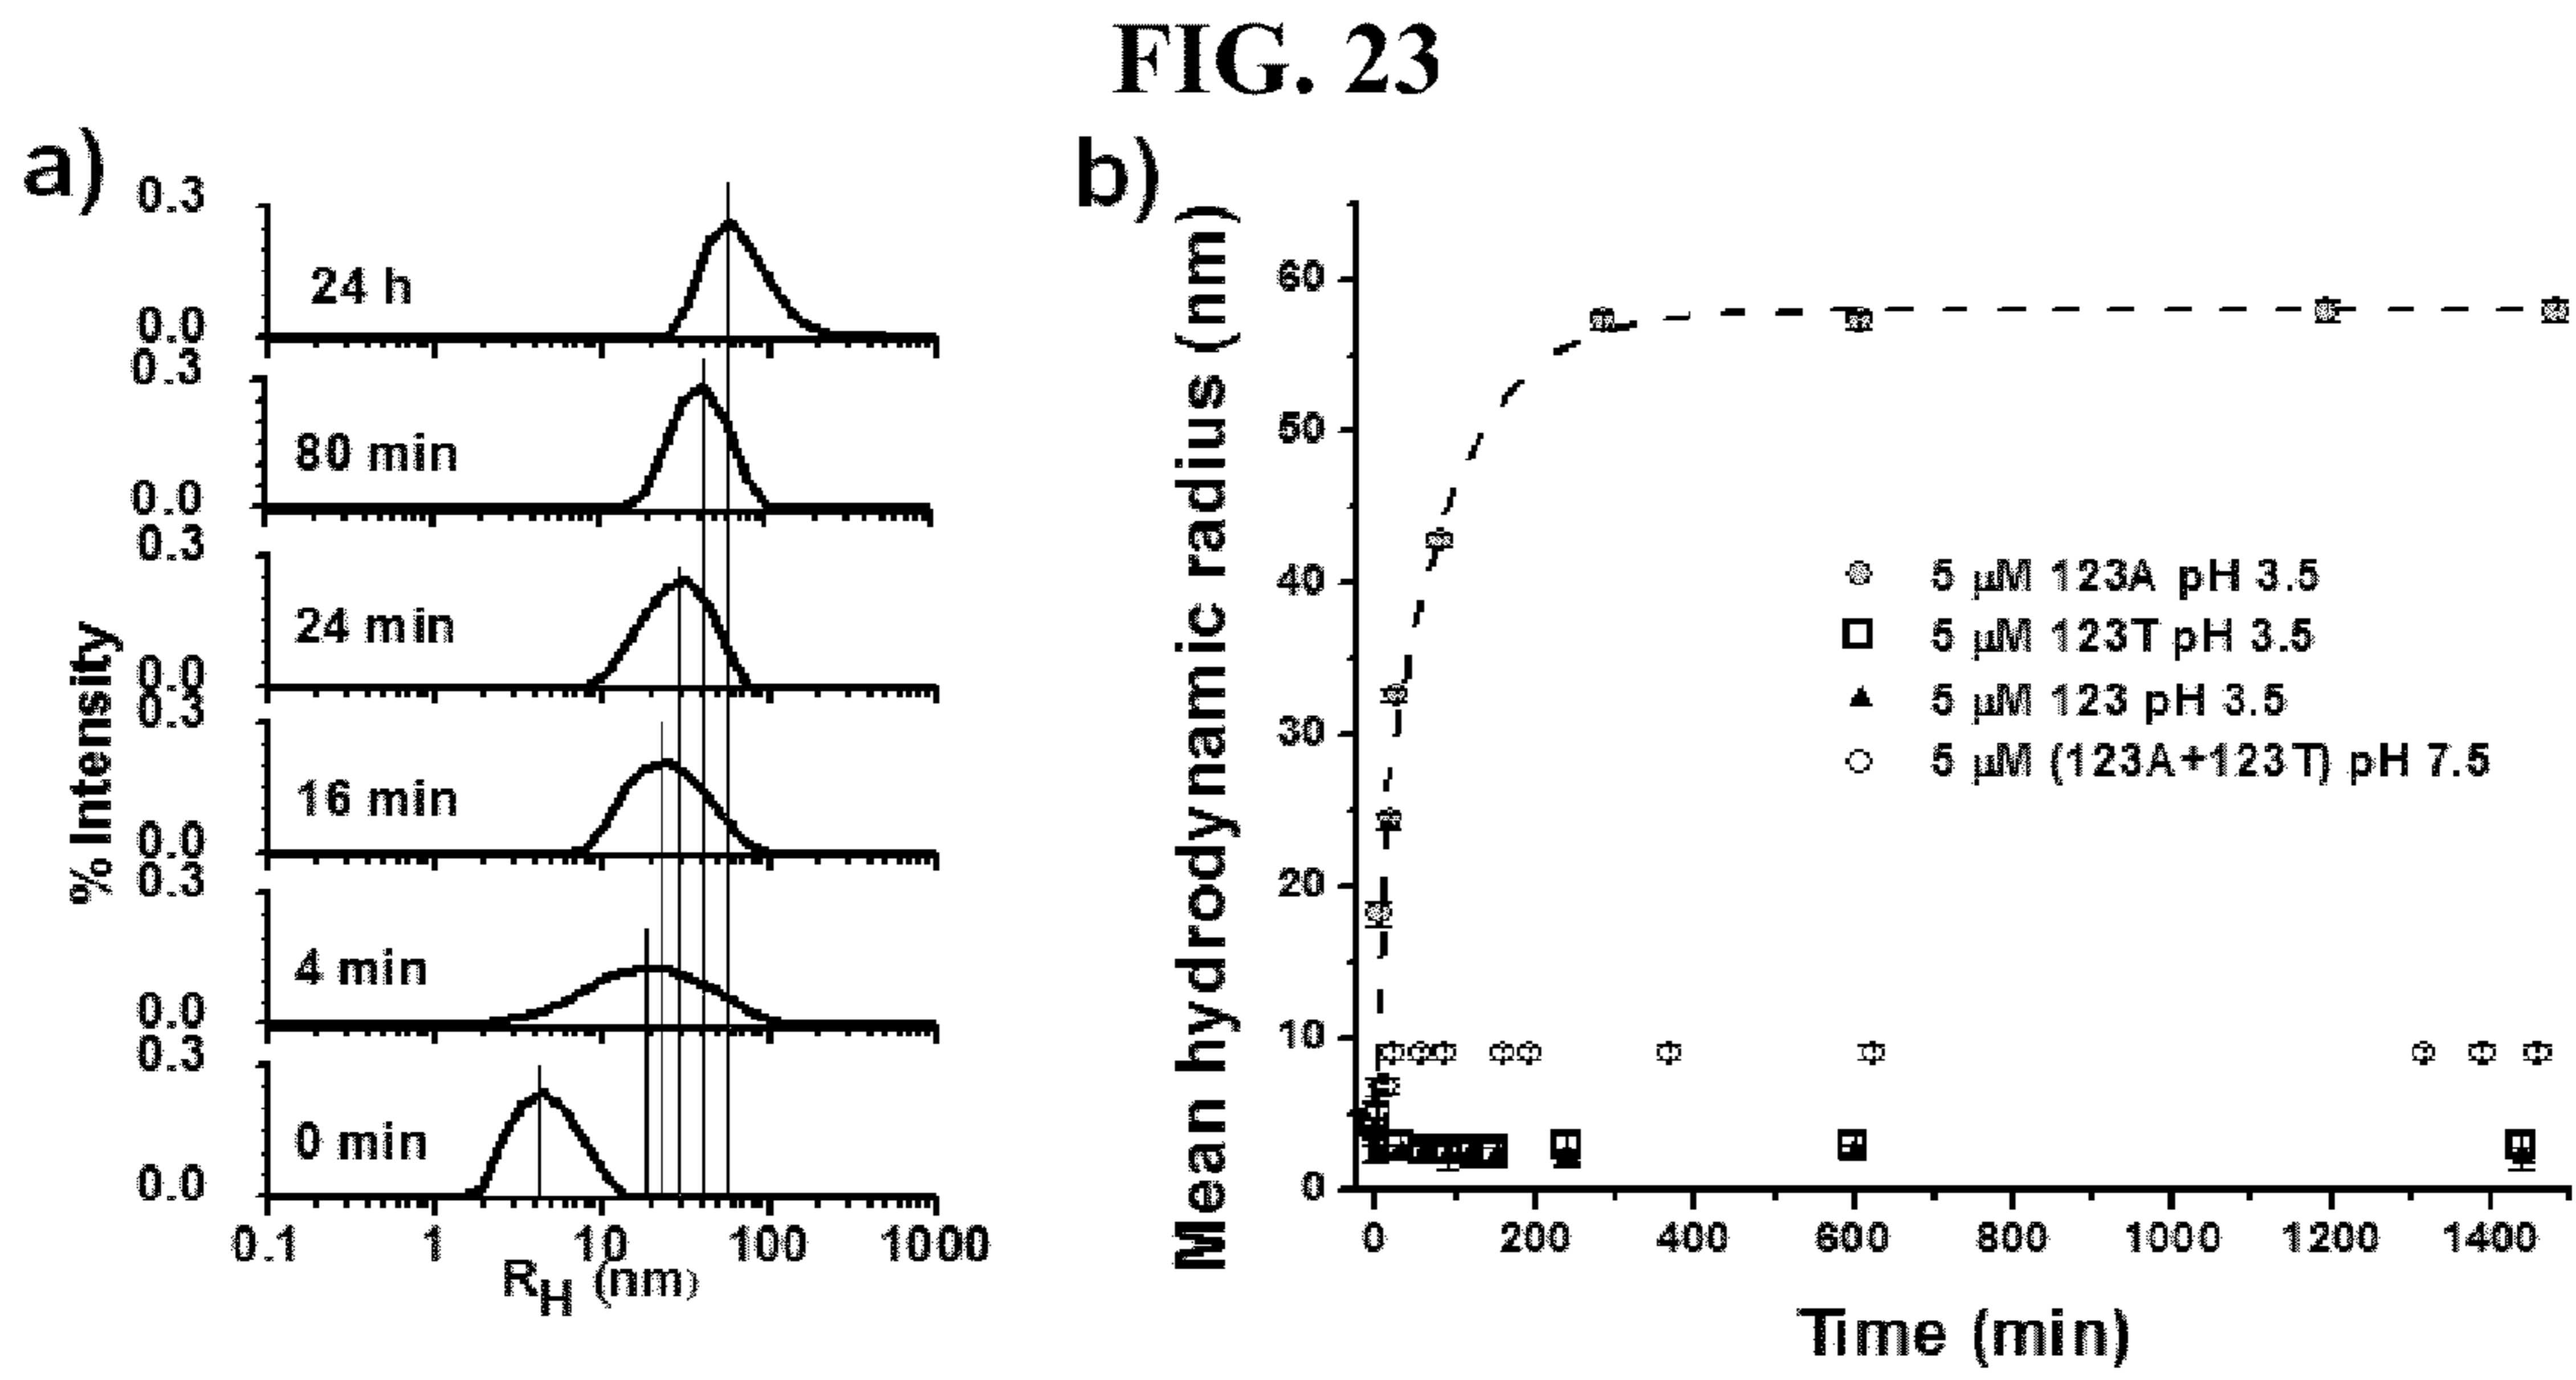 FIG. 23
a)
% Intensity
0.3
24 h
0.0
0.3
80 min
0.0
0.3
24 min
0.0
0.3
16 min
0.0
0.3
4 min
0.0
0.3
0 min
0.0
0.1 1 10 100 1000
RH (nm)
b)
Mean hydrodynamic radius (nm)
60
50
40
30
20
10
0
5 µM 123A pH 3.5
5 µM 123T pH 3.5
5 µM 123 pH 3.5
5 µM (123A+123T) pH 7.5
0 200 400 600 800 1000 1200 1400
Time (min)